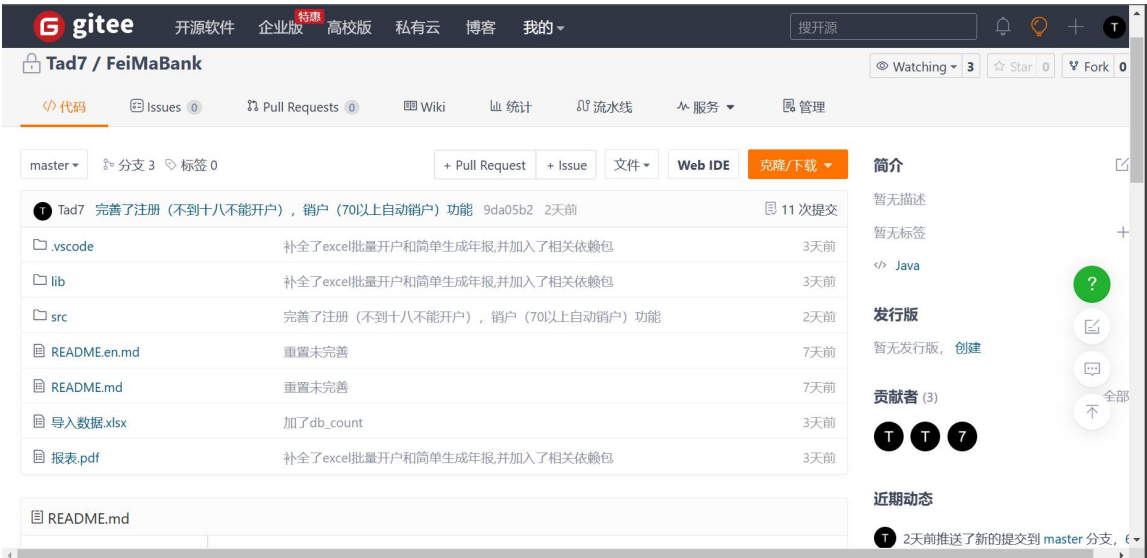 G gitee 开源软件 企业版 特惠 高校版 私有云 博客 我的 搜开源 T
Tad7 / FeiMaBank Watching 3 Star 0 Fork 0
代码 Issues 0 Pull Requests 0 Wiki 统计 流水线 服务 管理
master 分支 3 标签 0 + Pull Request + Issue 文件 Web IDE 克隆/下载
T Tad7 完善了注册（不到十八不能开户），销户（70以上自动销户）功能 9da05b2 2天前 11 次提交
.vscode 补全了excel批量开户和简单生成年报,并加入了相关依赖包 3天前
lib 补全了excel批量开户和简单生成年报,并加入了相关依赖包 3天前
src 完善了注册（不到十八不能开户），销户（70以上自动销户）功能 2天前
README.en.md 重置未完善 7天前
README.md 重置未完善 7天前
导入数据.xlsx 加了db_count 3天前
报表.pdf 补全了excel批量开户和简单生成年报,并加入了相关依赖包 3天前
README.md
简介
暂无描述
暂无标签
</> Java
?
发行版
暂无发行版， 创建
贡献者 (3) 全部
T T 7
近期动态
T 2天前推送了新的提交到 master 分支，